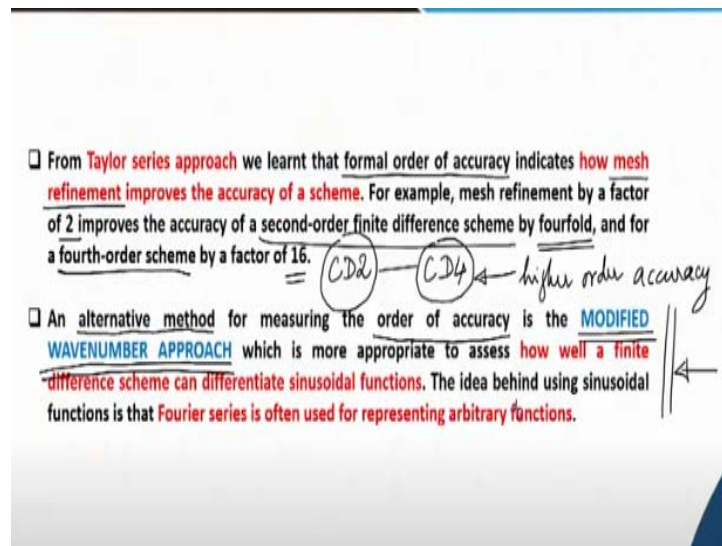 ❑ From Taylor series approach we learnt that formal order of accuracy indicates how mesh
refinement improves the accuracy of a scheme. For example, mesh refinement by a factor
of 2 improves the accuracy of a second-order finite difference scheme by fourfold, and for
a fourth-order scheme by a factor of 16.
CD2 — CD4 ← higher order accuracy
❑ An alternative method for measuring the order of accuracy is the MODIFIED
WAVENUMBER APPROACH which is more appropriate to assess how well a finite
difference scheme can differentiate sinusoidal functions. The idea behind using sinusoidal
functions is that Fourier series is often used for representing arbitrary functions.